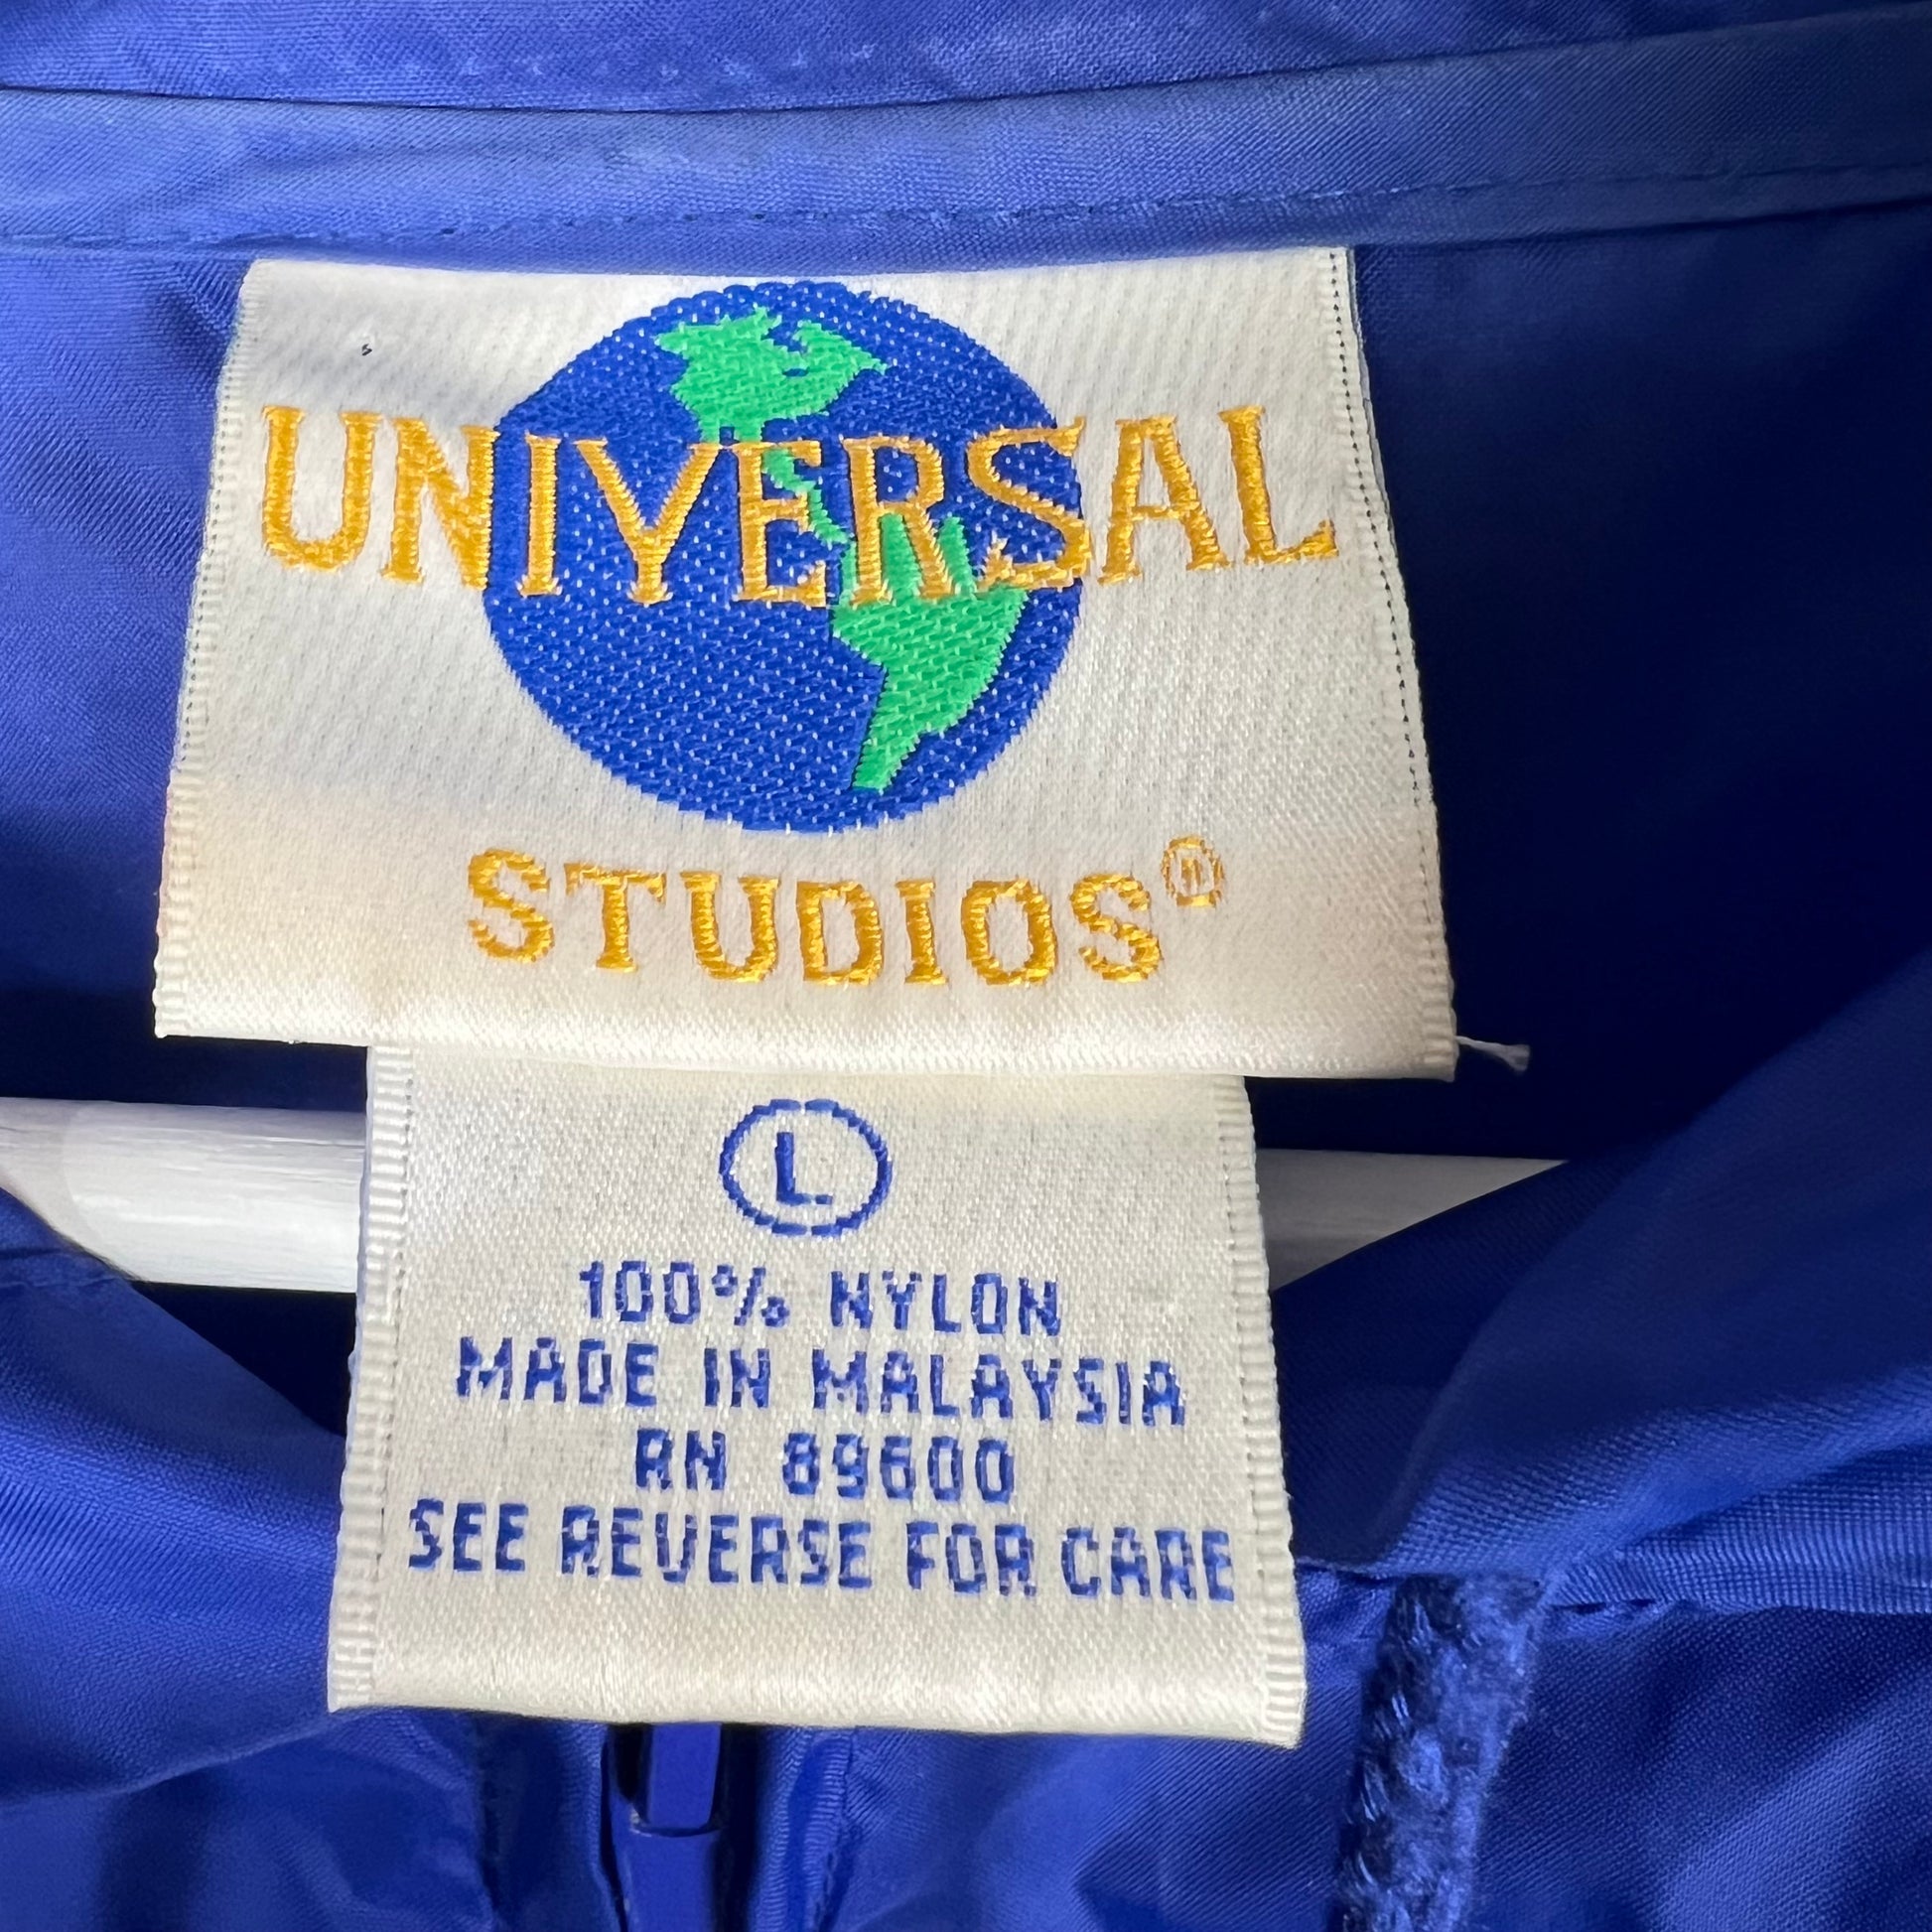 UNIVERSAL
STUDIOS®
L
100% NYLON
MADE IN MALAYSIA
RN 89600
SEE REVERSE FOR CARE